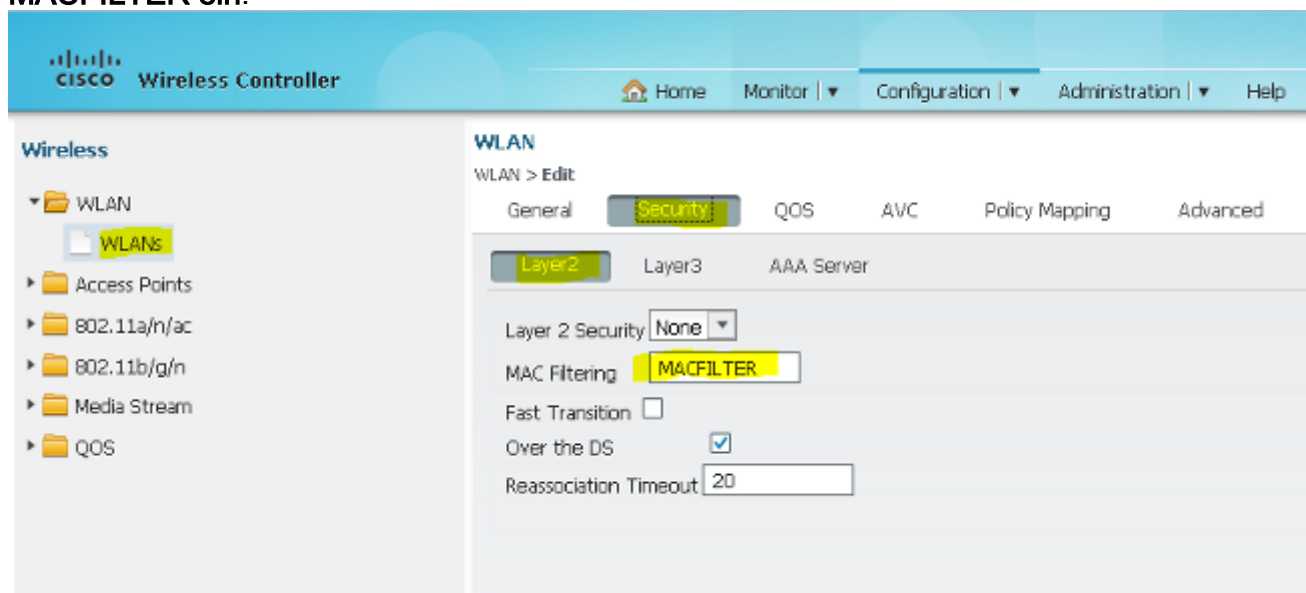 MACFILTER ein.
cisco Wireless Controller
Home Monitor Configuration Administration Help
Wireless
WLAN
WLANs
Access Points
802.11a/n/ac
802.11b/g/n
Media Stream
QOS
WLAN
WLAN > Edit
General Security QOS AVC Policy Mapping Advanced
Layer2 Layer3 AAA Server
Layer 2 Security None
MAC Filtering MACFILTER
Fast Transition
Over the DS
Reassociation Timeout 20